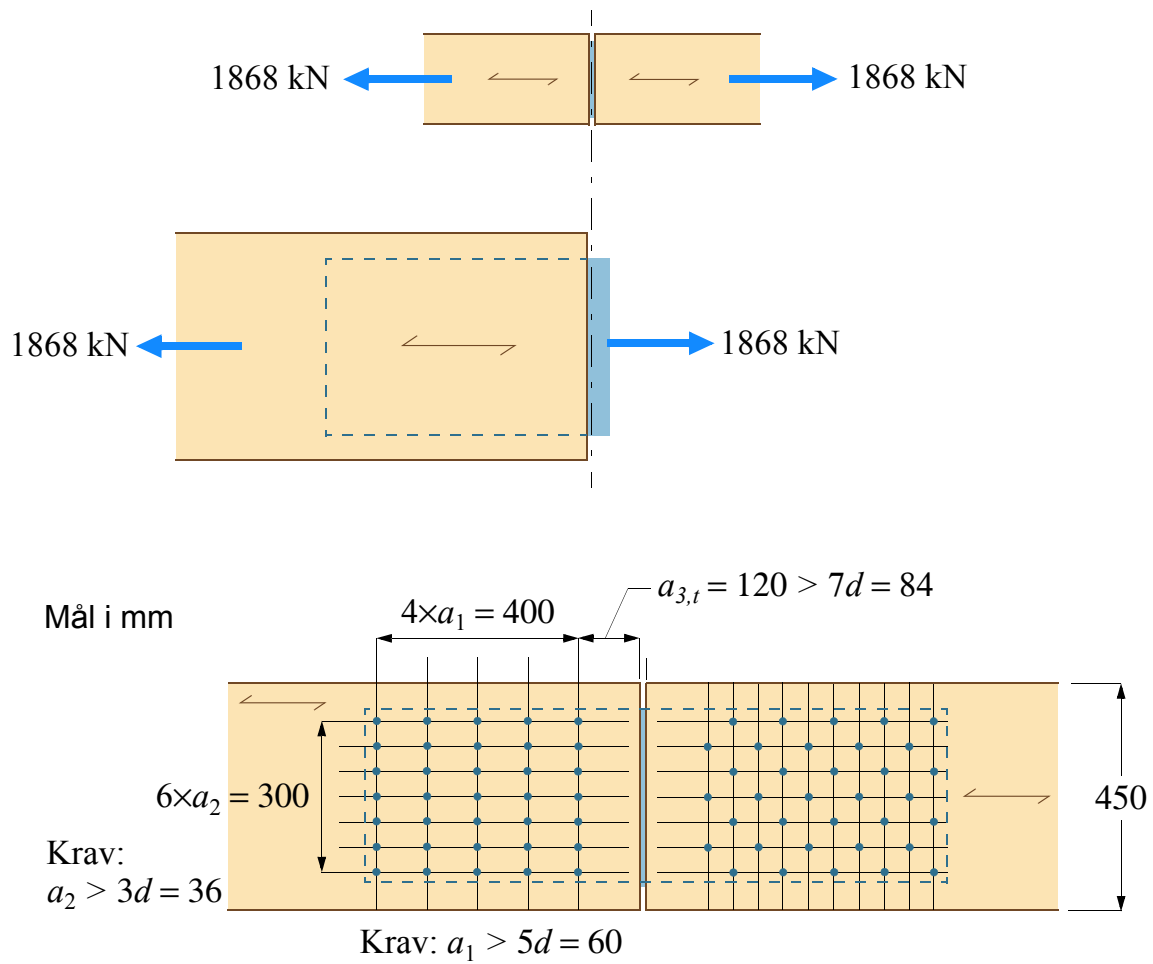 1868 kN
1868 kN
1868 kN
1868 kN
Mål i mm
4×a₁ = 400
a₃,ₜ = 120 > 7d = 84
6×a₂ = 300
450
Krav:
a₂ > 3d = 36
Krav: a₁ > 5d = 60